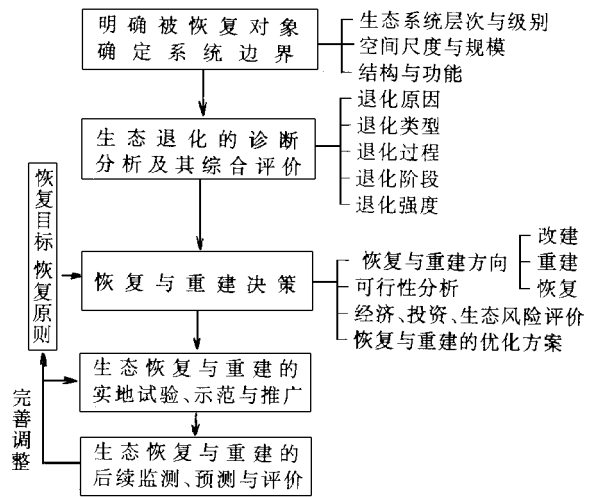 明确被恢复对象
确定系统边界
生态系统层次与级别
空间尺度与规模
结构与功能
生态退化的诊断
分析及其综合评价
退化原因
退化类型
退化过程
退化阶段
退化强度
恢复目标 恢复原则
恢复与重建决策
恢复与重建方向
改建
重建
恢复
可行性分析
经济、投资、生态风险评价
恢复与重建的优化方案
生态恢复与重建的
实地试验、示范与推广
完善调整
生态恢复与重建的
后续监测、预测与评价